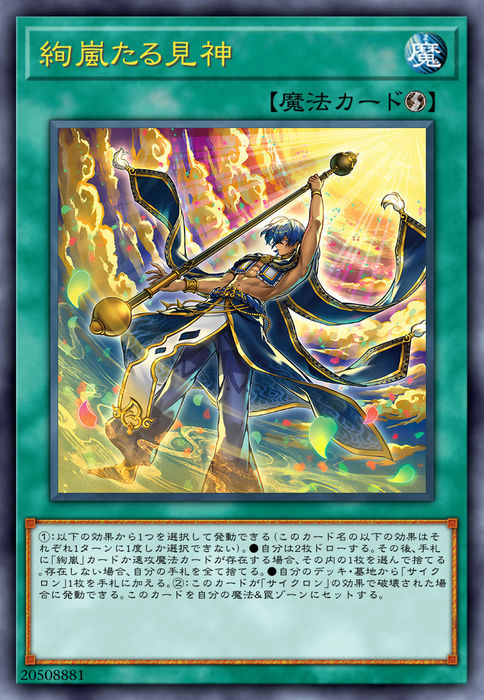 絢嵐たる見神
魔
【魔法カード】
①:以下の効果から1つを選択して発動できる(このカード名の以下の効果はそ
れぞれ1ターンに1度しか選択できない)。●自分は2枚ドローする。その後、手札
に「絢嵐」カードか速攻魔法カードが存在する場合、その内の1枚を選んで捨てる
。存在しない場合、自分の手札を全て捨てる。●自分のデッキ・墓地から「サイク
ロン」1枚を手札に加える。②:このカードが「サイクロン」の効果で破壊された場
合に発動できる。このカードを自分の魔法&罠ゾーンにセットする。
20508881